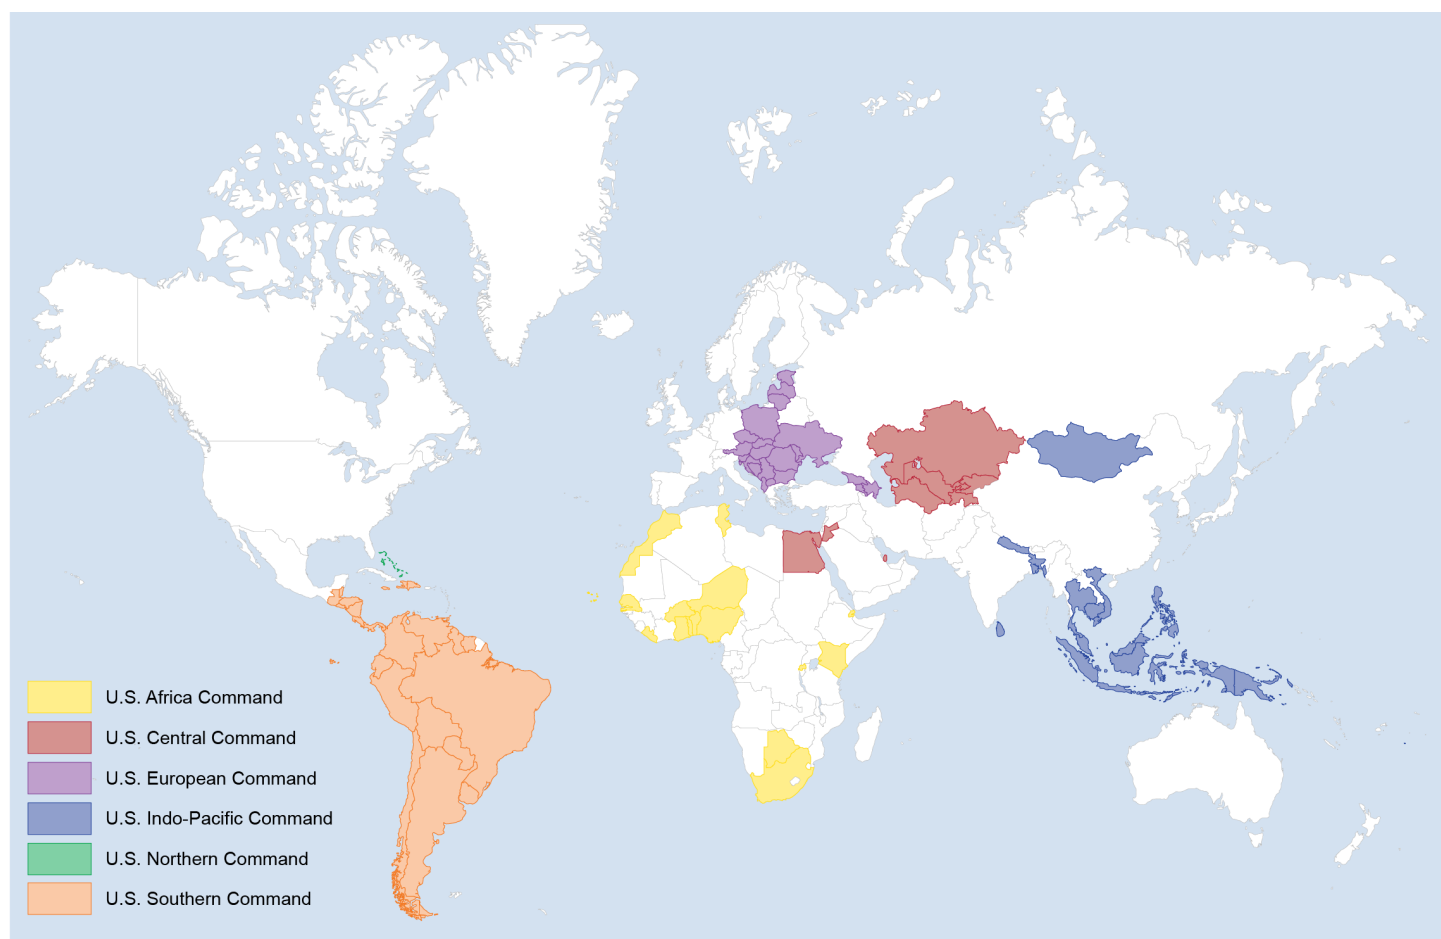 U.S. Africa Command
U.S. Central Command
U.S. European Command
U.S. Indo-Pacific Command
U.S. Northern Command
U.S. Southern Command